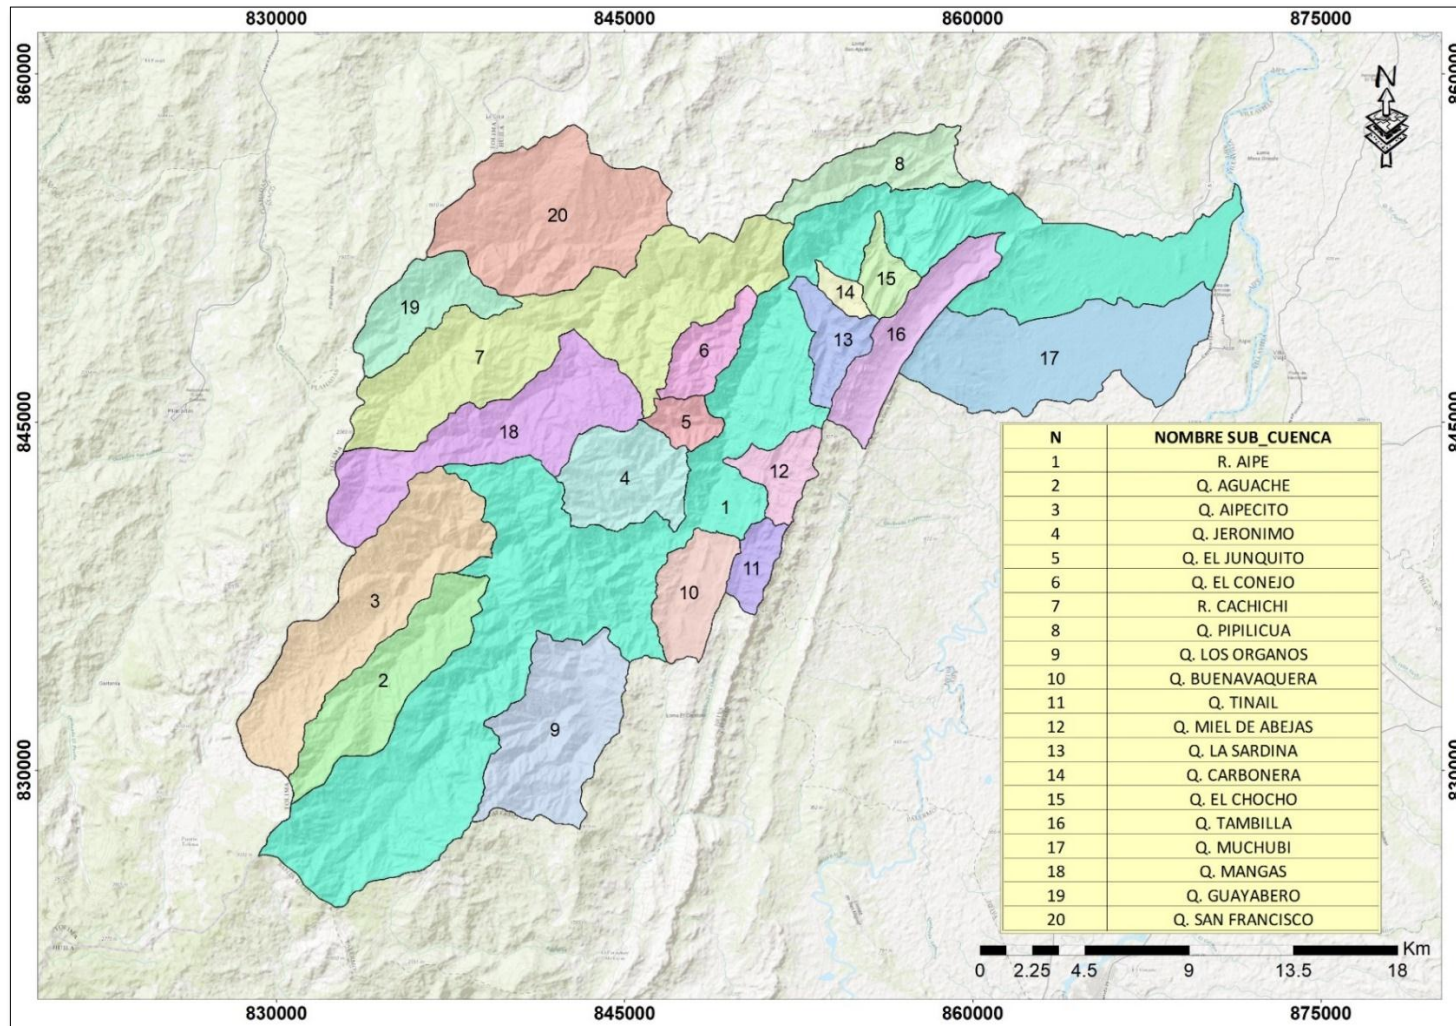 830000 845000 860000 875000
860000 860000
N
8
20
15
19
14
16
13
7
6
17
5
845000 845000
18
12
4
1
11
10
3
2
9
830000 830000
N NOMBRE SUB_CUENCA
1 R. AIPE
2 Q. AGUACHE
3 Q. AIPECITO
4 Q. JERONIMO
5 Q. EL JUNQUITO
6 Q. EL CONEJO
7 R. CACHICHI
8 Q. PIPILICUA
9 Q. LOS ORGANOS
10 Q. BUENAVAQUERA
11 Q. TINAIL
12 Q. MIEL DE ABEJAS
13 Q. LA SARDINA
14 Q. CARBONERA
15 Q. EL CHOCHO
16 Q. TAMBILLA
17 Q. MUCHUBI
18 Q. MANGAS
19 Q. GUAYABERO
20 Q. SAN FRANCISCO
Km
0 2.25 4.5 9 13.5 18
830000 845000 860000 875000